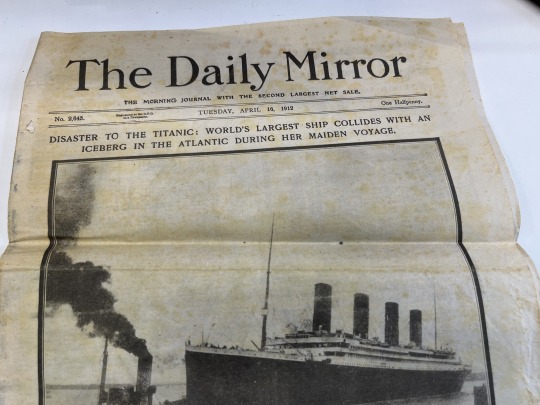 The Daily Mirror
THE MORNING JOURNAL WITH THE SECOND LARGEST NET SALE.
No. 2,645. TUESDAY, APRIL 16, 1912 One Halfpenny.
DISASTER TO THE TITANIC: WORLD'S LARGEST SHIP COLLIDES WITH AN
ICEBERG IN THE ATLANTIC DURING HER MAIDEN VOYAGE.